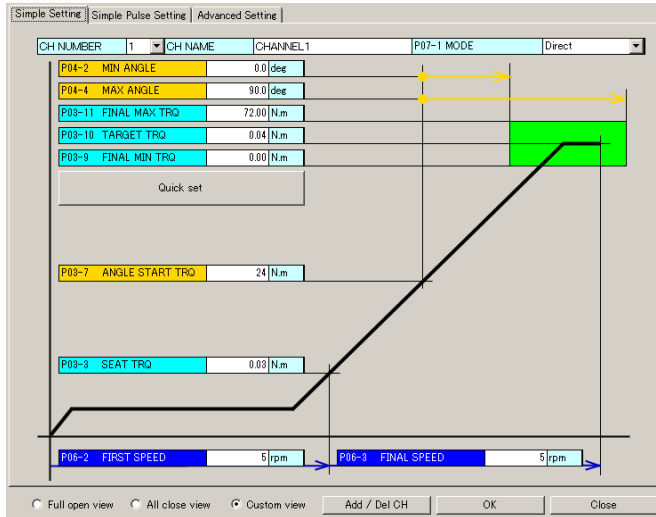 Simple Setting Simple Pulse Setting Advanced Setting
CH NUMBER 1 CH NAME CHANNEL1 P07-1 MODE Direct
P04-2 MIN ANGLE 0.0 deg
P04-4 MAX ANGLE 90.0 deg
P03-11 FINAL MAX TRQ 72.00 N.m
P03-10 TARGET TRQ 0.04 N.m
P03-9 FINAL MIN TRQ 0.00 N.m
Quick set
P03-7 ANGLE START TRQ 24 N.m
P03-3 SEAT TRQ 0.03 N.m
P06-2 FIRST SPEED 5 rpm P06-3 FINAL SPEED 5 rpm
Full open view All close view Custom view Add / Del CH OK Close